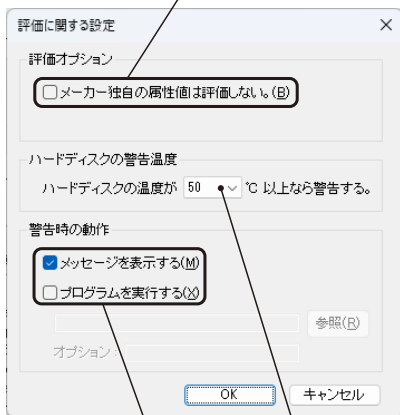 評価に関する設定
評価オプション
メーカー独自の属性値は評価しない。(B)
ハードディスクの警告温度
ハードディスクの温度が 50 ℃ 以上なら警告する。
警告時の動作
メッセージを表示する(M)
プログラムを実行する(X)
参照(R)
オプション:
OK キャンセル